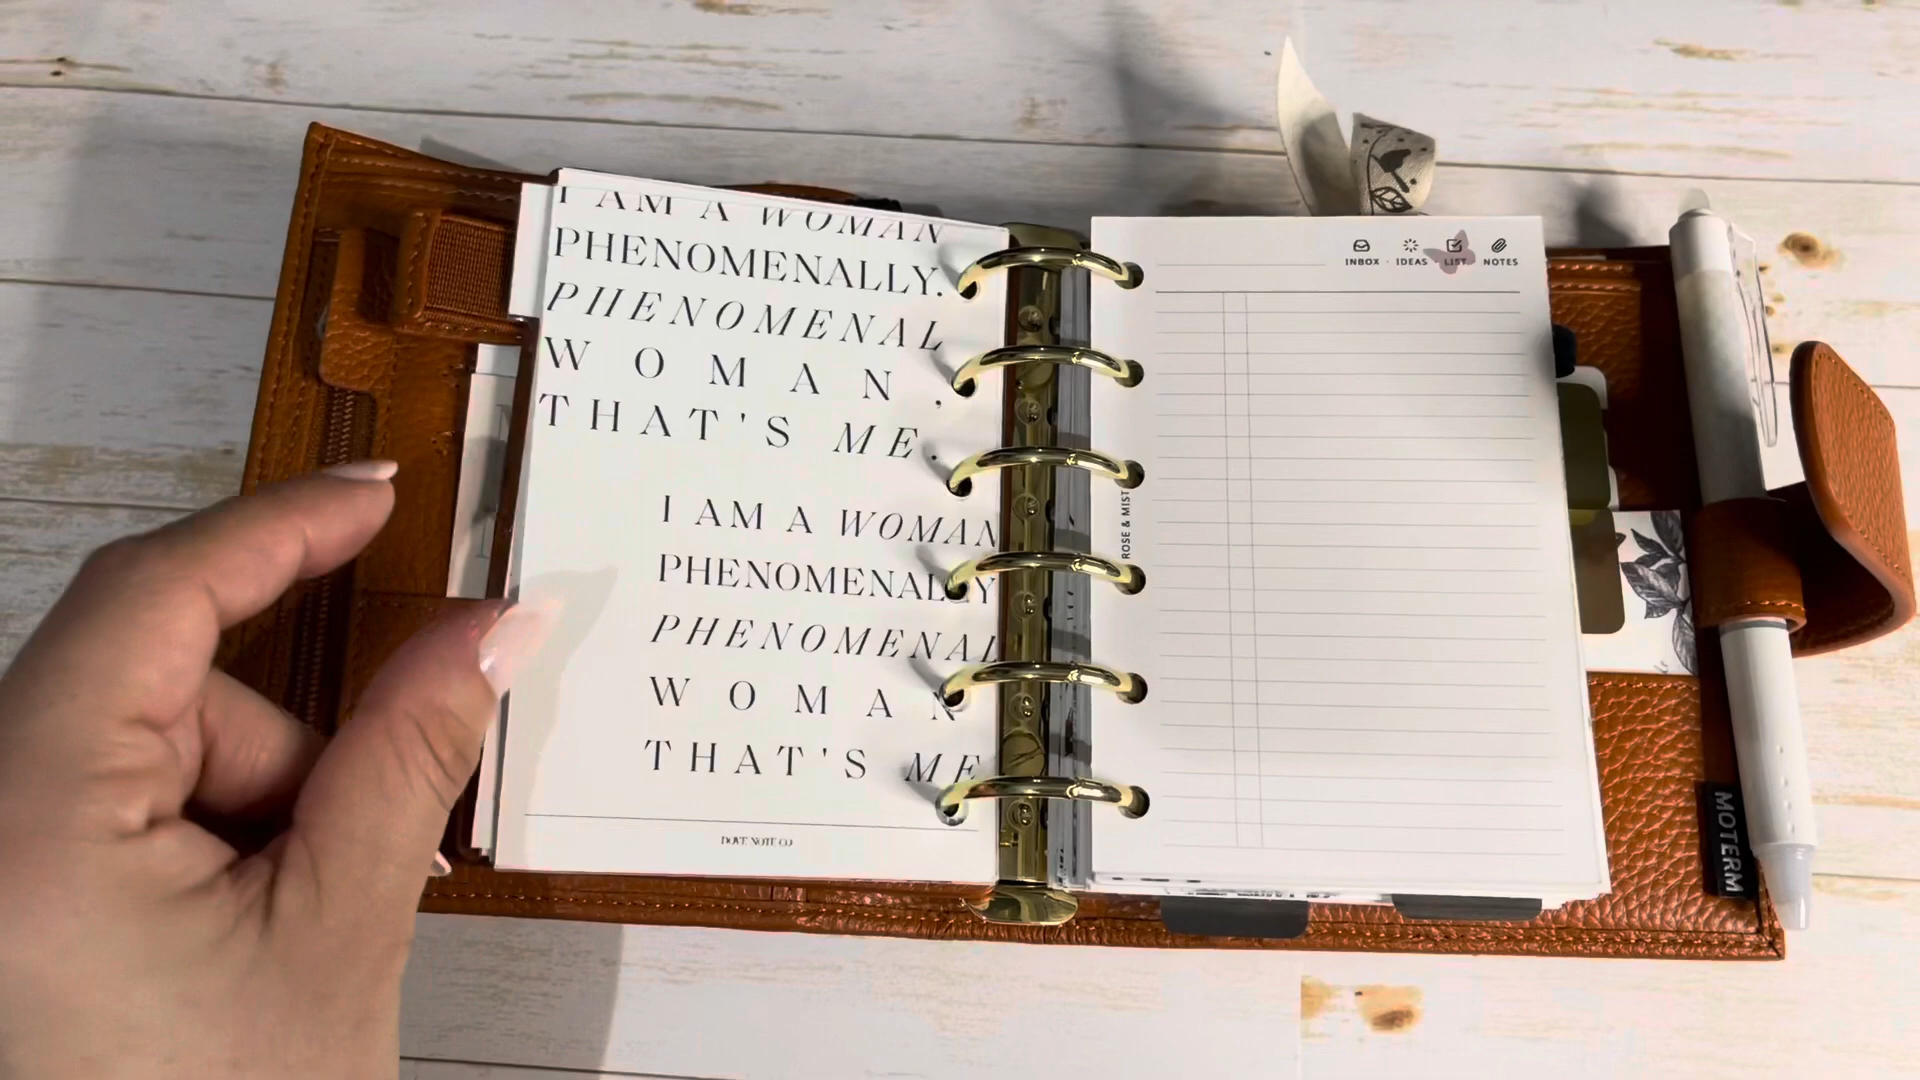 I AM A WOMAN
PHENOMENALLY.
PHENOMENAL
WOMAN,
THAT'S ME.
I AM A WOMAN
PHENOMENALLY
PHENOMENAL
WOMAN
THAT'S ME
DOVE NOTE CO
INBOX · IDEAS · LIST · NOTES
ROSE & MIST
MOTERM